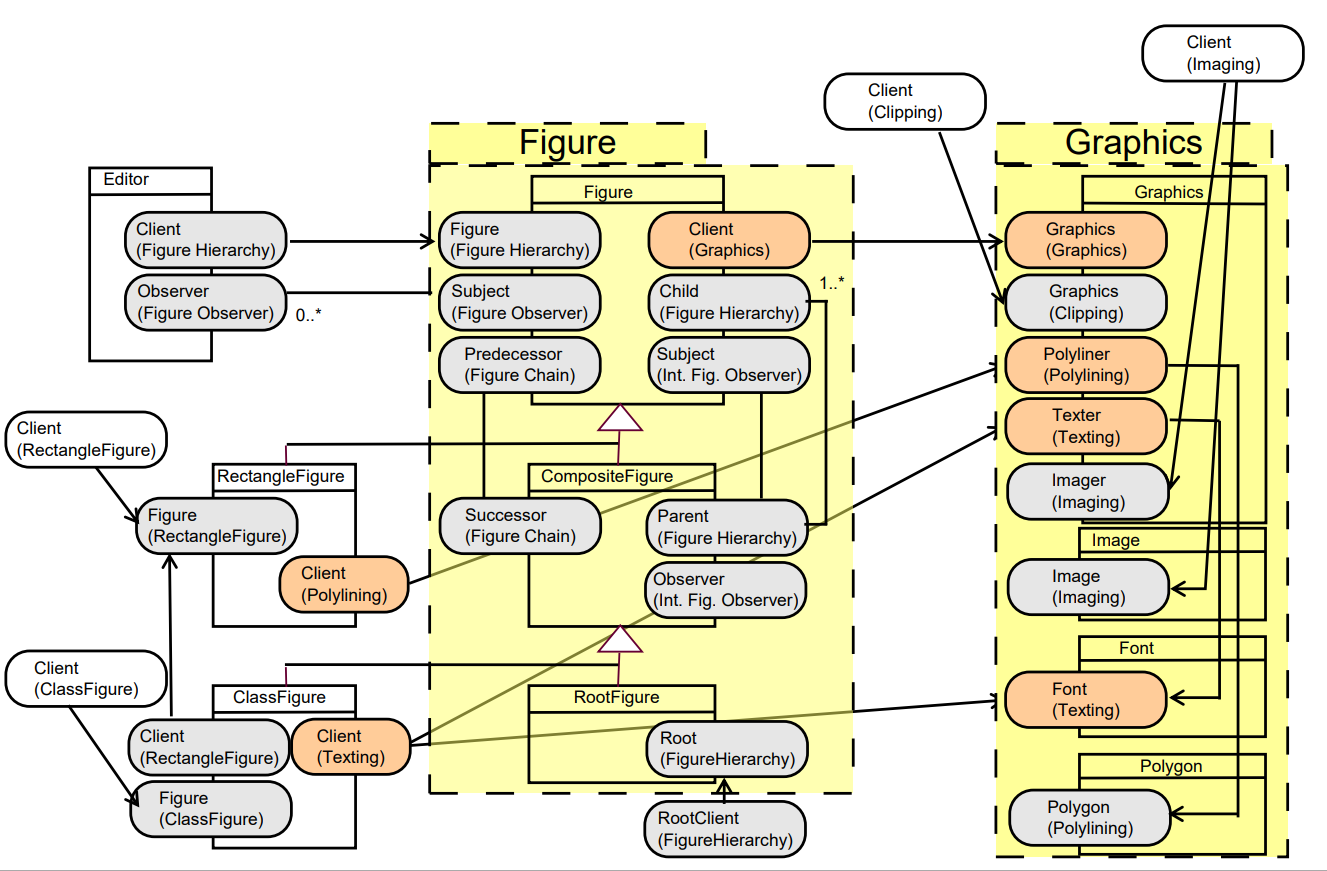 Client
(Imaging)
Client
(Clipping)
Figure
Graphics
Editor
Client
(Figure Hierarchy)
Observer
(Figure Observer)
0..*
Figure
Figure
(Figure Hierarchy)
Client
(Graphics)
Subject
(Figure Observer)
Child
(Figure Hierarchy)
1..*
Predecessor
(Figure Chain)
Subject
(Int. Fig. Observer)
Graphics
Graphics
(Graphics)
Graphics
(Clipping)
Polyliner
(Polylining)
Texter
(Texting)
Imager
(Imaging)
Client
(RectangleFigure)
RectangleFigure
Figure
(RectangleFigure)
Client
(Polylining)
CompositeFigure
Successor
(Figure Chain)
Parent
(Figure Hierarchy)
Observer
(Int. Fig. Observer)
Image
Image
(Imaging)
Client
(ClassFigure)
ClassFigure
Client
(RectangleFigure)
Client
(Texting)
Figure
(ClassFigure)
RootFigure
Root
(FigureHierarchy)
RootClient
(FigureHierarchy)
Font
Font
(Texting)
Polygon
Polygon
(Polylining)